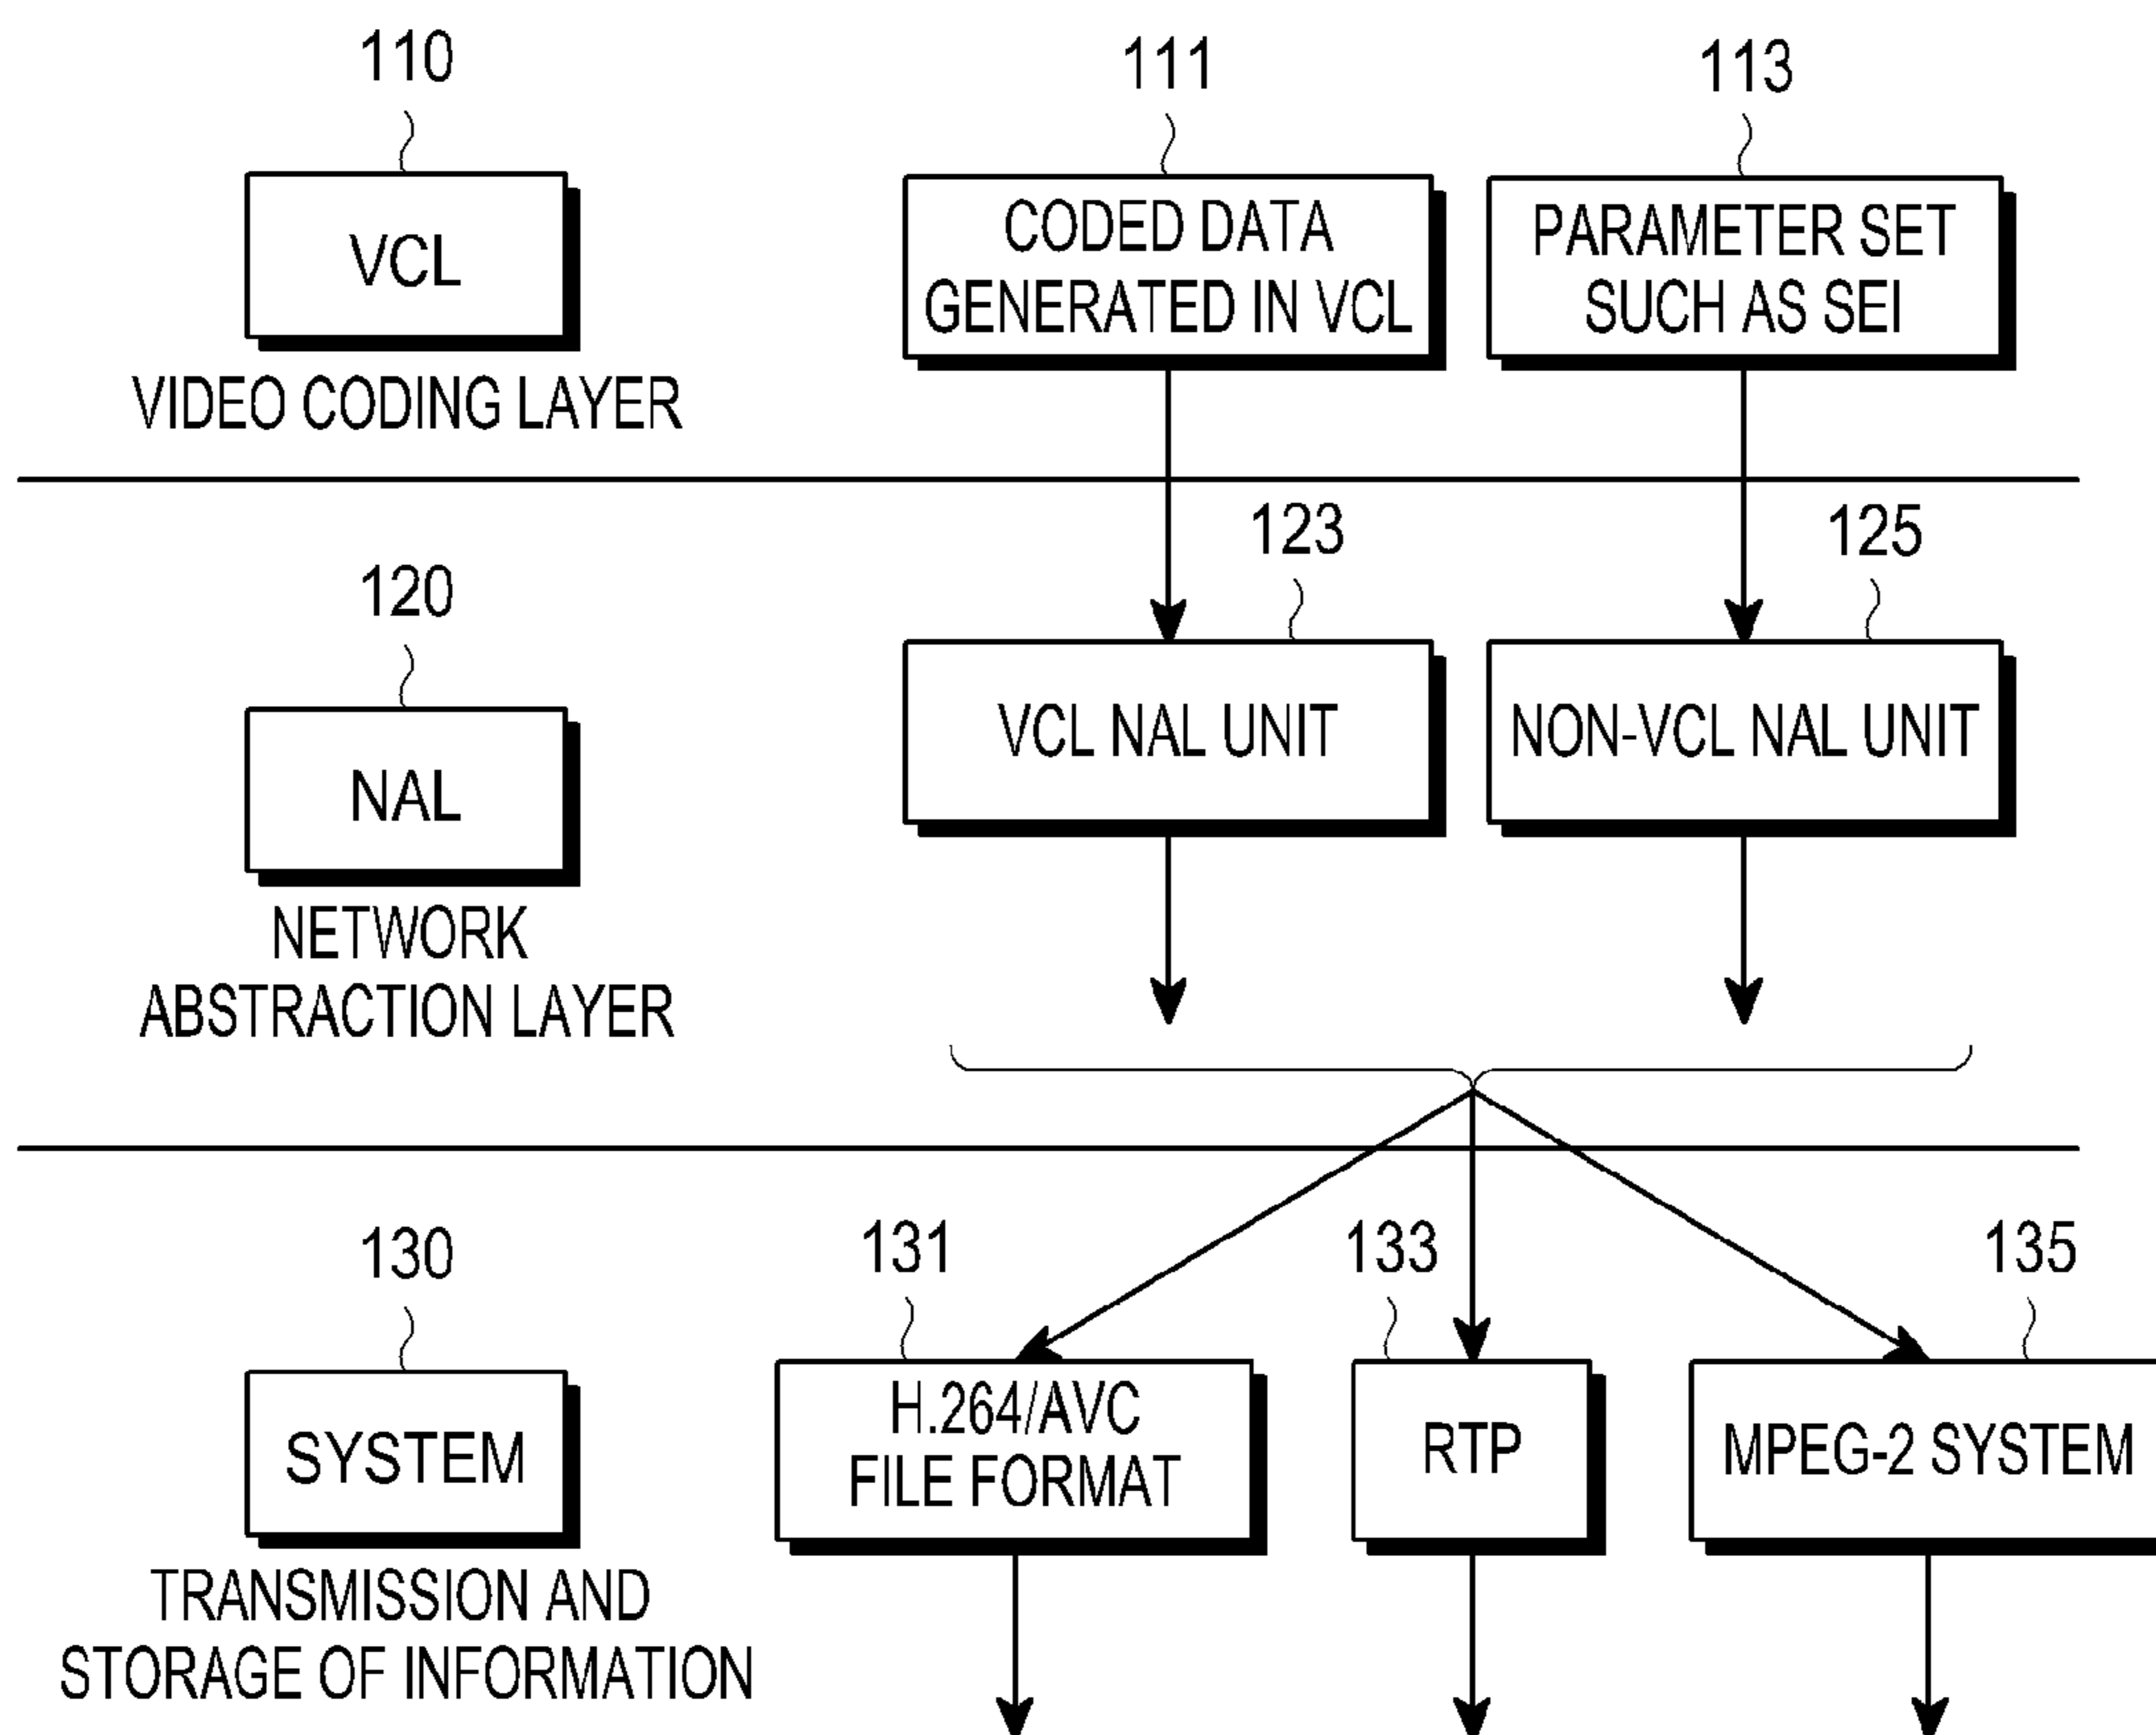 110
111
113
VCL
CODED DATA
GENERATED IN VCL
PARAMETER SET
SUCH AS SEI
VIDEO CODING LAYER
123
125
120
VCL NAL UNIT
NON-VCL NAL UNIT
NAL
NETWORK
ABSTRACTION LAYER
130
131
133
135
SYSTEM
H.264/AVC
FILE FORMAT
RTP
MPEG-2 SYSTEM
TRANSMISSION AND
STORAGE OF INFORMATION